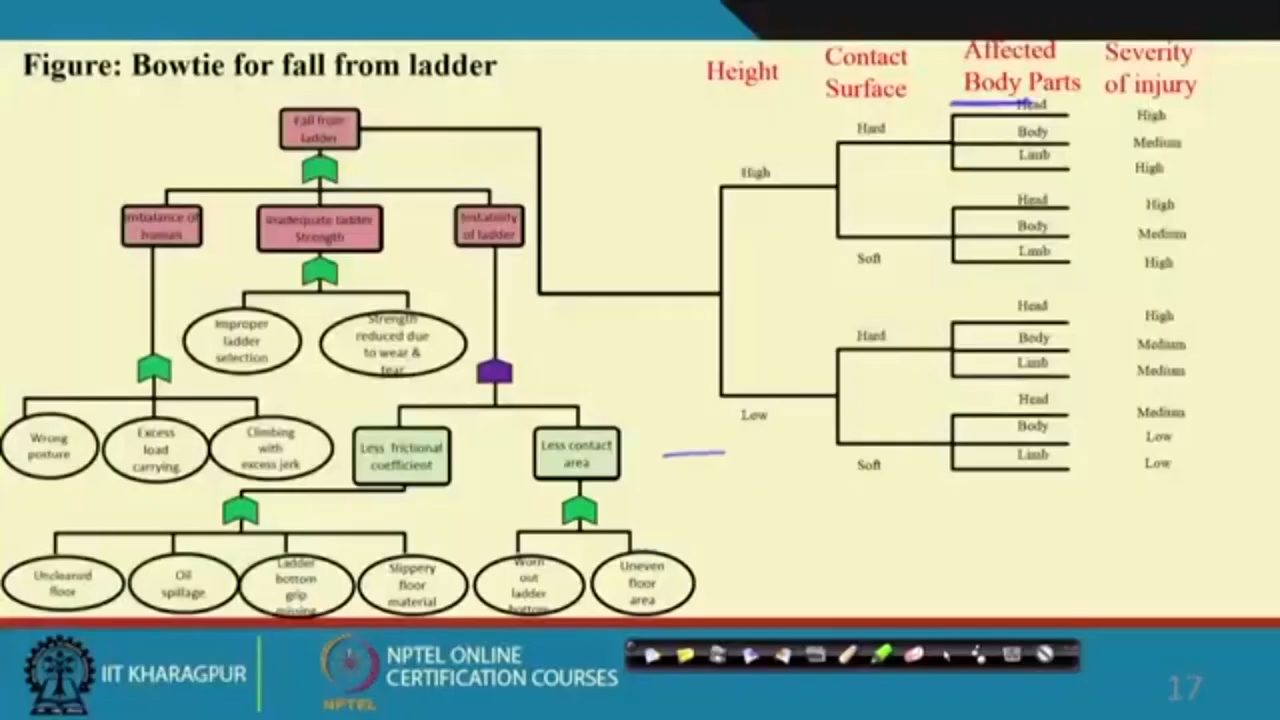 Figure: Bowtie for fall from ladder
Height
Contact
Surface
Affected
Body Parts
Severity
of injury
Fall from
ladder
Imbalance of
human
Inadequate ladder
Strength
Instability
of ladder
Improper
ladder
selection
Strength
reduced due
to wear &
tear
Wrong
posture
Excess
load
carrying
Climbing
with
excess jerk
Less frictional
coefficient
Less contact
area
Uncleaned
floor
Oil
spillage
Ladder
bottom
grip
missing
Slippery
floor
material
Worn
out
ladder
bottom
Uneven
floor
area
High
Low
Hard
Soft
Hard
Soft
Head
High
Body
Medium
Limb
High
Head
High
Body
Medium
Limb
High
Head
High
Body
Medium
Limb
Medium
Head
Medium
Body
Low
Limb
Low
IIT KHARAGPUR
NPTEL
NPTEL ONLINE
CERTIFICATION COURSES
17